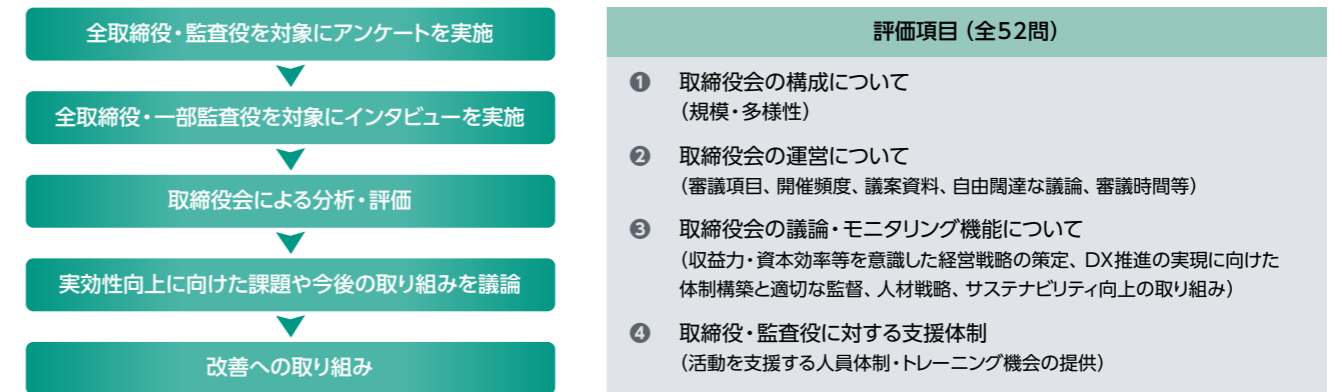 全取締役・監査役を対象にアンケートを実施
全取締役・一部監査役を対象にインタビューを実施
取締役会による分析・評価
実効性向上に向けた課題や今後の取り組みを議論
改善への取り組み
評価項目（全52問）
❶ 取締役会の構成について
（規模・多様性）
❷ 取締役会の運営について
（審議項目、開催頻度、議案資料、自由闊達な議論、審議時間等）
❸ 取締役会の議論・モニタリング機能について
（収益力・資本効率等を意識した経営戦略の策定、DX推進の実現に向けた
体制構築と適切な監督、人材戦略、サステナビリティ向上の取り組み）
❹ 取締役・監査役に対する支援体制
（活動を支援する人員体制・トレーニング機会の提供）